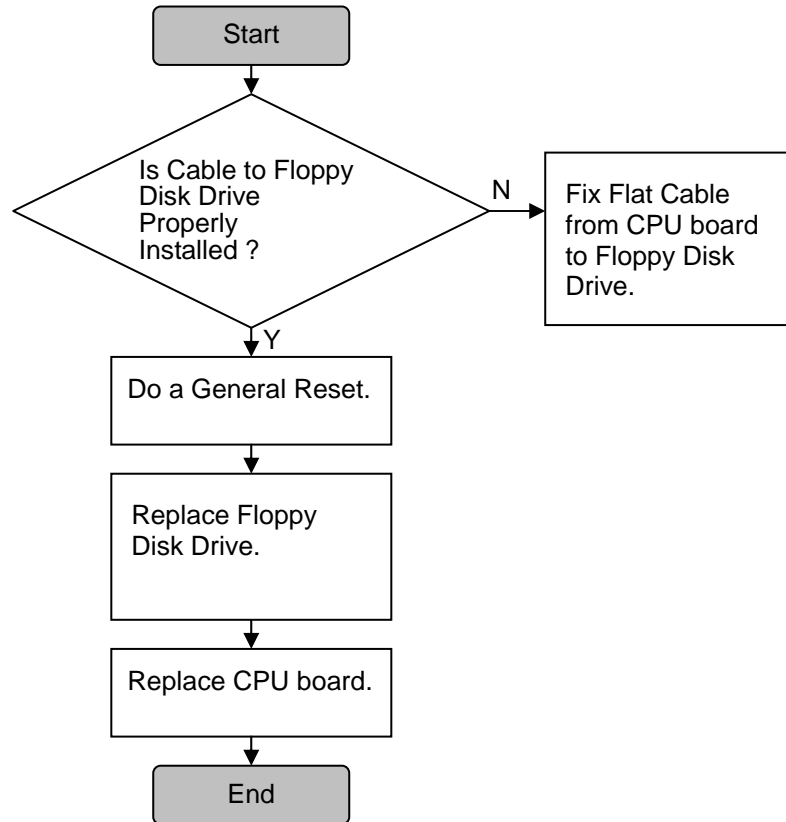 Start
Is Cable to Floppy
Disk Drive
Properly
Installed ?
N
Fix Flat Cable
from CPU board
to Floppy Disk
Drive.
Y
Do a General Reset.
Replace Floppy
Disk Drive.
Replace CPU board.
End